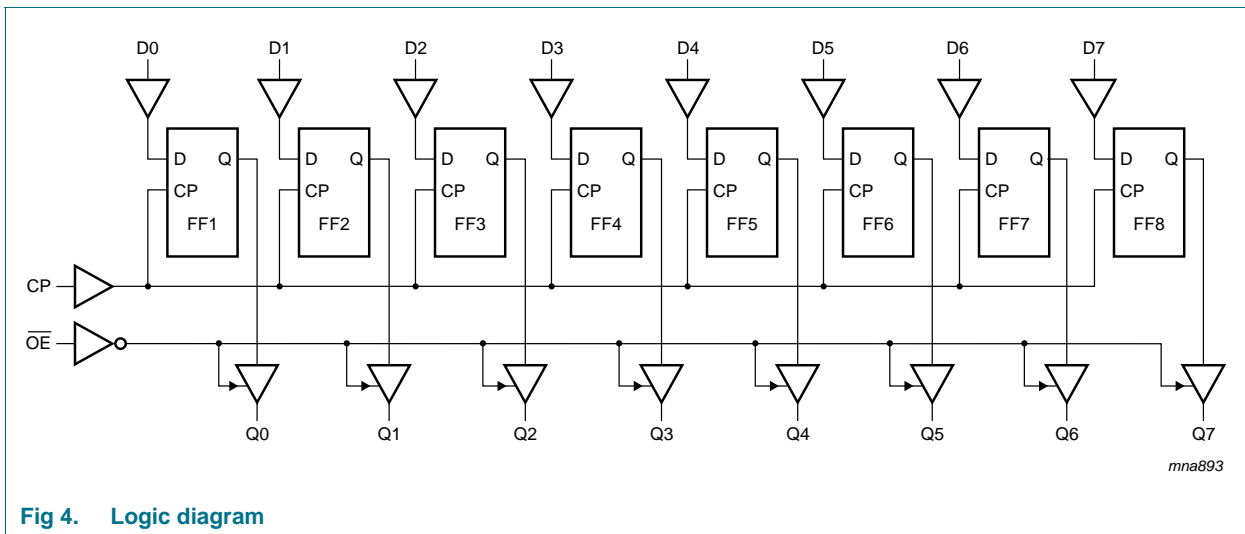 D0 D1 D2 D3 D4 D5 D6 D7
D Q D Q D Q D Q D Q D Q D Q D Q
CP CP CP CP CP CP CP CP
FF1 FF2 FF3 FF4 FF5 FF6 FF7 FF8
CP
O̅E̅
Q0 Q1 Q2 Q3 Q4 Q5 Q6 Q7
mna893
Fig 4. Logic diagram